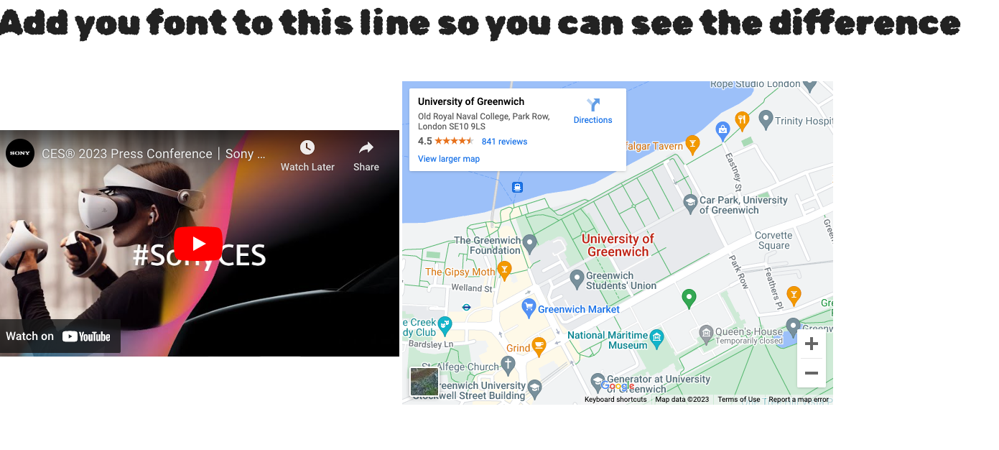 Add you font to this line so you can see the difference
SONY
CES® 2023 Press Conference | Sony ...
Watch Later
Share
#SonyCES
Watch on YouTube
University of Greenwich
Old Royal Naval College, Park Row,
London SE10 9LS
Directions
4.5
841 reviews
View larger map
Rope Studio London
Trinity Hospi
falgar Tavern
Eastney St
Car Park, University
of Greenwich
The Greenwich
Foundation
University of
Greenwich
Corvette
Square
Green
The Gipsy Moth
Welland St
Greenwich
Students' Union
Park Row
Feathers Pl
Greenwich Market
e Creek
dy Club
Bardsley Ln
National Maritime
Museum
Queen's House
Temporarily closed
Gre
Greenw
Grind
St Alfege Church
reenwich University
Stockwell Street Building
Generator at University
of Greenwich
Google
Keyboard shortcuts
Map data ©2023
Terms of Use
Report a map error